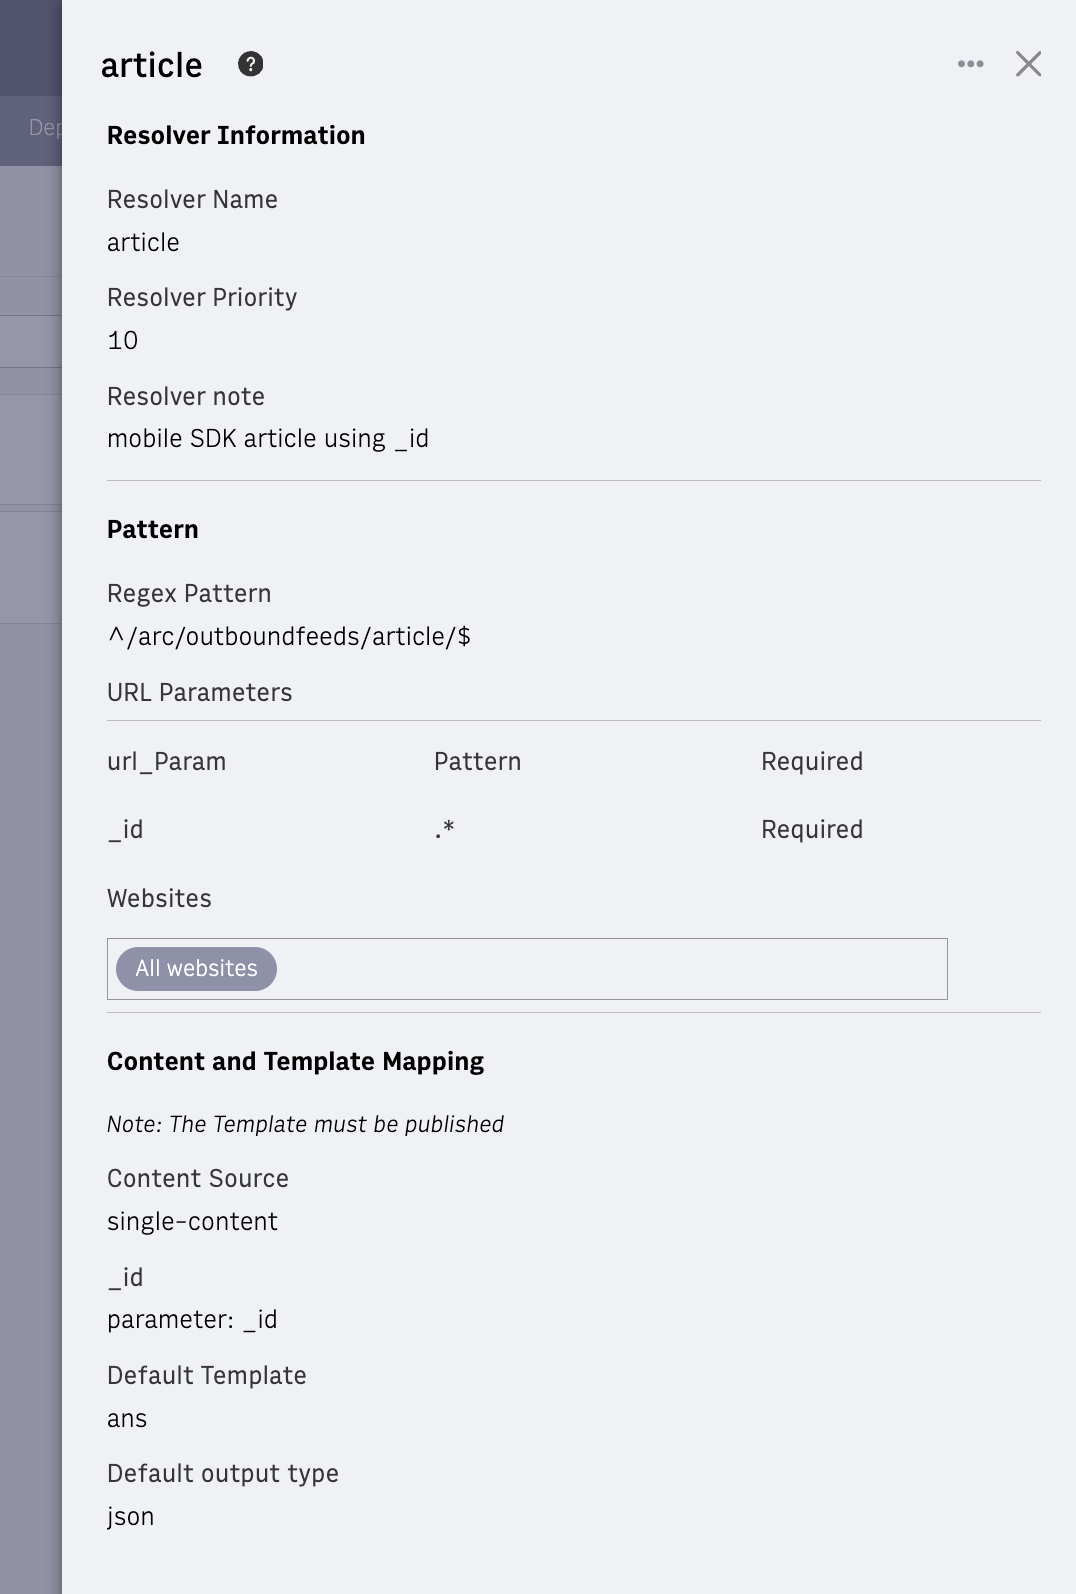 article ?
Dep
Resolver Information
Resolver Name
article
Resolver Priority
10
Resolver note
mobile SDK article using _id
Pattern
Regex Pattern
^/arc/outboundfeeds/article/$
URL Parameters
url_Param Pattern Required
_id .* Required
Websites
All websites
Content and Template Mapping
Note: The Template must be published
Content Source
single-content
_id
parameter: _id
Default Template
ans
Default output type
json